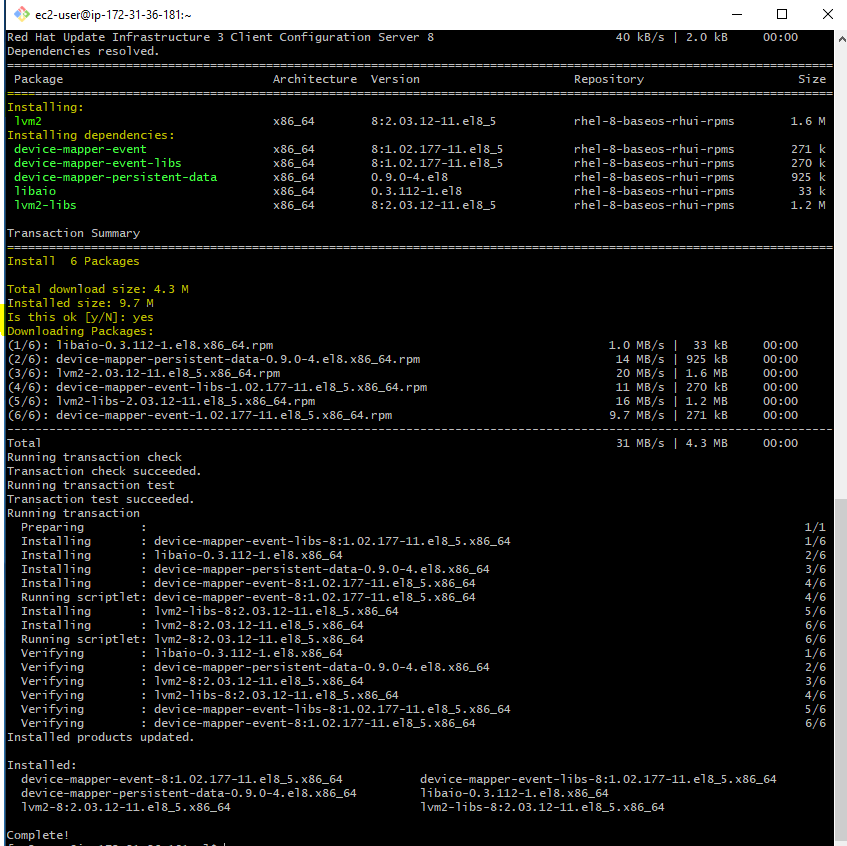 ec2-user@ip-172-31-36-181:~
Red Hat Update Infrastructure 3 Client Configuration Server 8 40 kB/s | 2.0 kB 00:00
Dependencies resolved.
================================================================================
Package Architecture Version Repository Size
================================================================================
Installing:
lvm2 x86_64 8:2.03.12-11.el8_5 rhel-8-baseos-rhui-rpms 1.6 M
Installing dependencies:
device-mapper-event x86_64 8:1.02.177-11.el8_5 rhel-8-baseos-rhui-rpms 271 k
device-mapper-event-libs x86_64 8:1.02.177-11.el8_5 rhel-8-baseos-rhui-rpms 270 k
device-mapper-persistent-data x86_64 0.9.0-4.el8 rhel-8-baseos-rhui-rpms 925 k
libaio x86_64 0.3.112-1.el8 rhel-8-baseos-rhui-rpms 33 k
lvm2-libs x86_64 8:2.03.12-11.el8_5 rhel-8-baseos-rhui-rpms 1.2 M
Transaction Summary
================================================================================
Install 6 Packages
Total download size: 4.3 M
Installed size: 9.7 M
Is this ok [y/N]: yes
Downloading Packages:
(1/6): libaio-0.3.112-1.el8.x86_64.rpm 1.0 MB/s | 33 kB 00:00
(2/6): device-mapper-persistent-data-0.9.0-4.el8.x86_64.rpm 14 MB/s | 925 kB 00:00
(3/6): lvm2-2.03.12-11.el8_5.x86_64.rpm 20 MB/s | 1.6 MB 00:00
(4/6): device-mapper-event-libs-1.02.177-11.el8_5.x86_64.rpm 11 MB/s | 270 kB 00:00
(5/6): lvm2-libs-2.03.12-11.el8_5.x86_64.rpm 16 MB/s | 1.2 MB 00:00
(6/6): device-mapper-event-1.02.177-11.el8_5.x86_64.rpm 9.7 MB/s | 271 kB 00:00
--------------------------------------------------------------------------------
Total 31 MB/s | 4.3 MB 00:00
Running transaction check
Transaction check succeeded.
Running transaction test
Transaction test succeeded.
Running transaction
Preparing : 1/1
Installing : device-mapper-event-libs-8:1.02.177-11.el8_5.x86_64 1/6
Installing : libaio-0.3.112-1.el8.x86_64 2/6
Installing : device-mapper-persistent-data-0.9.0-4.el8.x86_64 3/6
Installing : device-mapper-event-8:1.02.177-11.el8_5.x86_64 4/6
Running scriptlet: device-mapper-event-8:1.02.177-11.el8_5.x86_64 4/6
Installing : lvm2-libs-8:2.03.12-11.el8_5.x86_64 5/6
Installing : lvm2-8:2.03.12-11.el8_5.x86_64 6/6
Running scriptlet: lvm2-8:2.03.12-11.el8_5.x86_64 6/6
Verifying : libaio-0.3.112-1.el8.x86_64 1/6
Verifying : device-mapper-persistent-data-0.9.0-4.el8.x86_64 2/6
Verifying : lvm2-8:2.03.12-11.el8_5.x86_64 3/6
Verifying : lvm2-libs-8:2.03.12-11.el8_5.x86_64 4/6
Verifying : device-mapper-event-libs-8:1.02.177-11.el8_5.x86_64 5/6
Verifying : device-mapper-event-8:1.02.177-11.el8_5.x86_64 6/6
Installed products updated.
Installed:
device-mapper-event-8:1.02.177-11.el8_5.x86_64 device-mapper-event-libs-8:1.02.177-11.el8_5.x86_64
device-mapper-persistent-data-0.9.0-4.el8.x86_64 libaio-0.3.112-1.el8.x86_64
lvm2-8:2.03.12-11.el8_5.x86_64 lvm2-libs-8:2.03.12-11.el8_5.x86_64
Complete!